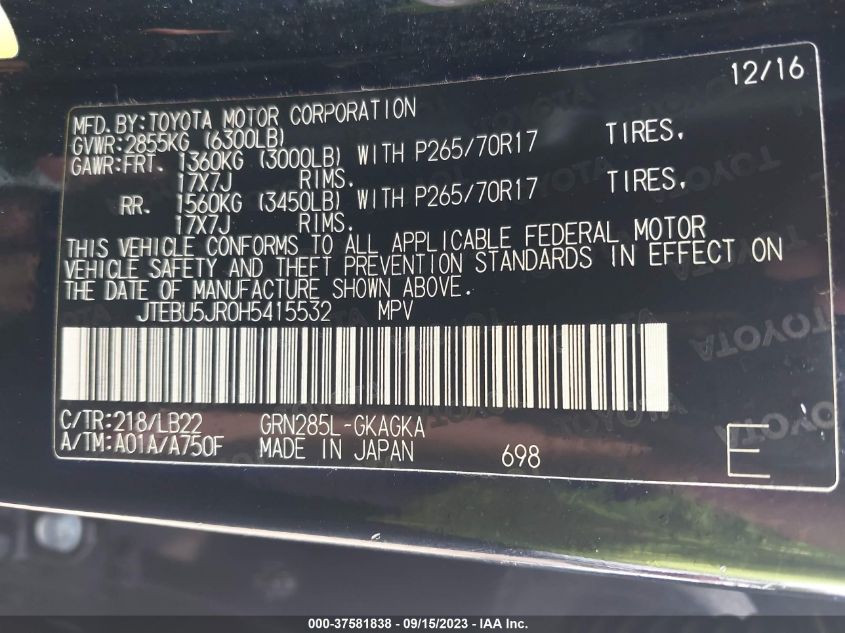 12/16
MFD. BY: TOYOTA MOTOR CORPORATION
GVWR: 2855KG (6300LB)
GAWR: FRT. 1360KG (3000LB) WITH P265/70R17 TIRES,
17X7J RIMS.
RR. 1560KG (3450LB) WITH P265/70R17 TIRES,
17X7J RIMS.
THIS VEHICLE CONFORMS TO ALL APPLICABLE FEDERAL MOTOR
VEHICLE SAFETY AND THEFT PREVENTION STANDARDS IN EFFECT ON
THE DATE OF MANUFACTURE SHOWN ABOVE.
JTEBU5JR0H5415532 MPV
C/TR: 218/LB22 GRN285L-GKAGKA
A/TM: A01A/A750F MADE IN JAPAN 698 E
000-37581838 - 09/15/2023 - IAA Inc.